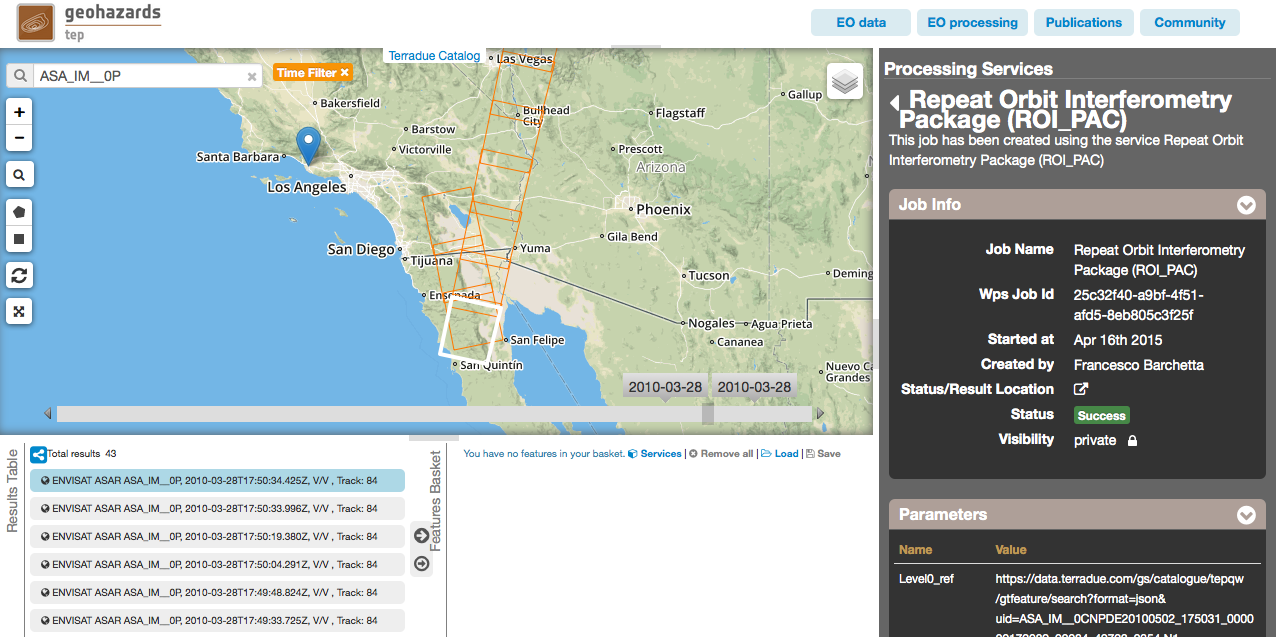 geohazards
tep
EO data
EO processing
Publications
Community
Terradue Catalog
ASA_IM__0P
Time Filter ×
Las Vegas
Bakersfield
Barstow
Victorville
Santa Barbara
Los Angeles
San Diego
Tijuana
Ensenada
San Quintín
San Felipe
Yuma
Bullhead
City
Flagstaff
Gallup
Prescott
Arizona
Phoenix
Gila Bend
Tucson
Deming
Nogales
Agua Prieta
Cananea
Nuevo Ca
Grandes
2010-03-28
2010-03-28
Processing Services
Repeat Orbit Interferometry
Package (ROI_PAC)
This job has been created using the service Repeat Orbit
Interferometry Package (ROI_PAC)
Job Info
Job Name Repeat Orbit Interferometry
Package (ROI_PAC)
Wps Job Id 25c32f40-a9bf-4f51-
afd5-8eb805c3f25f
Started at Apr 16th 2015
Created by Francesco Barchetta
Status/Result Location
Status Success
Visibility private
Parameters
Name Value
Level0_ref https://data.terradue.com/gs/catalogue/tepqw
/gtfeature/search?format=json&
uid=ASA_IM__0CNPDE20100502_175031_0000
Results Table
Total results 43
ENVISAT ASAR ASA_IM__0P, 2010-03-28T17:50:34.425Z, V/V , Track: 84
ENVISAT ASAR ASA_IM__0P, 2010-03-28T17:50:33.996Z, V/V , Track: 84
ENVISAT ASAR ASA_IM__0P, 2010-03-28T17:50:19.380Z, V/V , Track: 84
ENVISAT ASAR ASA_IM__0P, 2010-03-28T17:50:04.291Z, V/V , Track: 84
ENVISAT ASAR ASA_IM__0P, 2010-03-28T17:49:48.824Z, V/V , Track: 84
ENVISAT ASAR ASA_IM__0P, 2010-03-28T17:49:33.725Z, V/V , Track: 84
Features Basket
You have no features in your basket. Services | Remove all | Load | Save